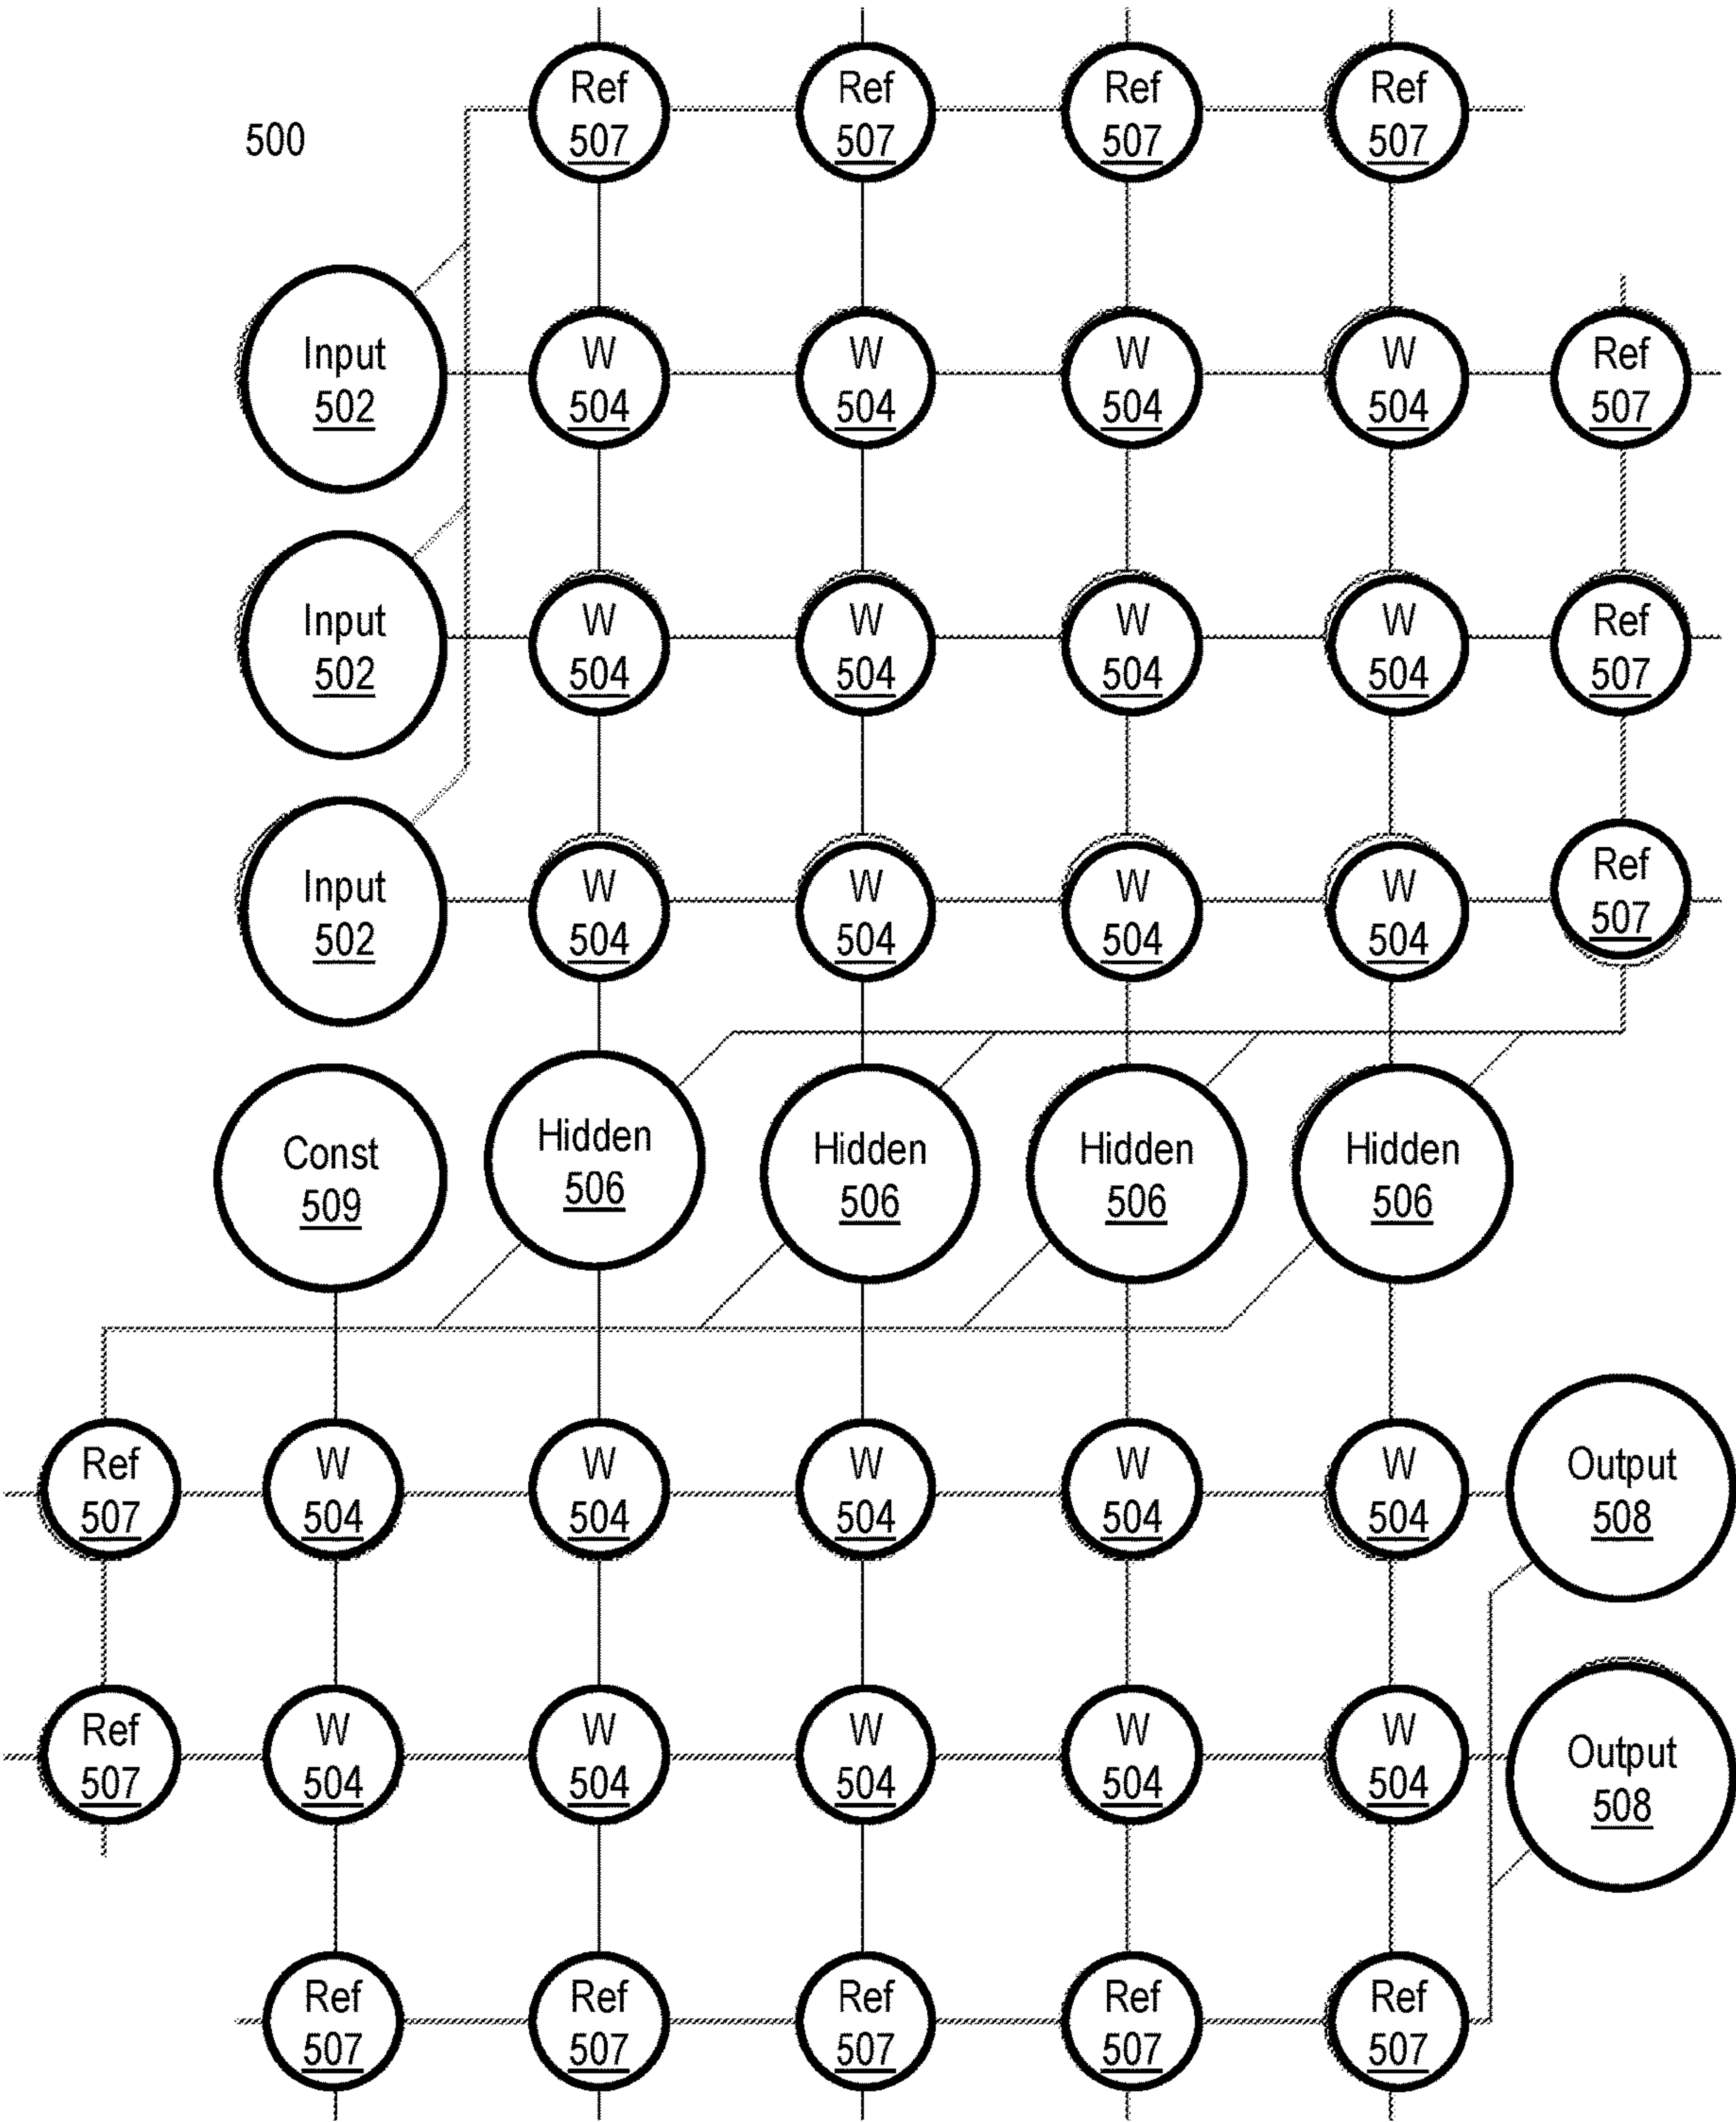 Ref Ref Ref Ref
507 507 507 507
500
Input W W W W Ref
502 504 504 504 504 507
Input W W W W Ref
502 504 504 504 504 507
Input W W W W Ref
502 504 504 504 504 507
Const Hidden Hidden Hidden Hidden
509 506 506 506 506
Ref W W W W W Output
507 504 504 504 504 504 508
Ref W W W W W Output
507 504 504 504 504 504 508
Ref Ref Ref Ref Ref
507 507 507 507 507